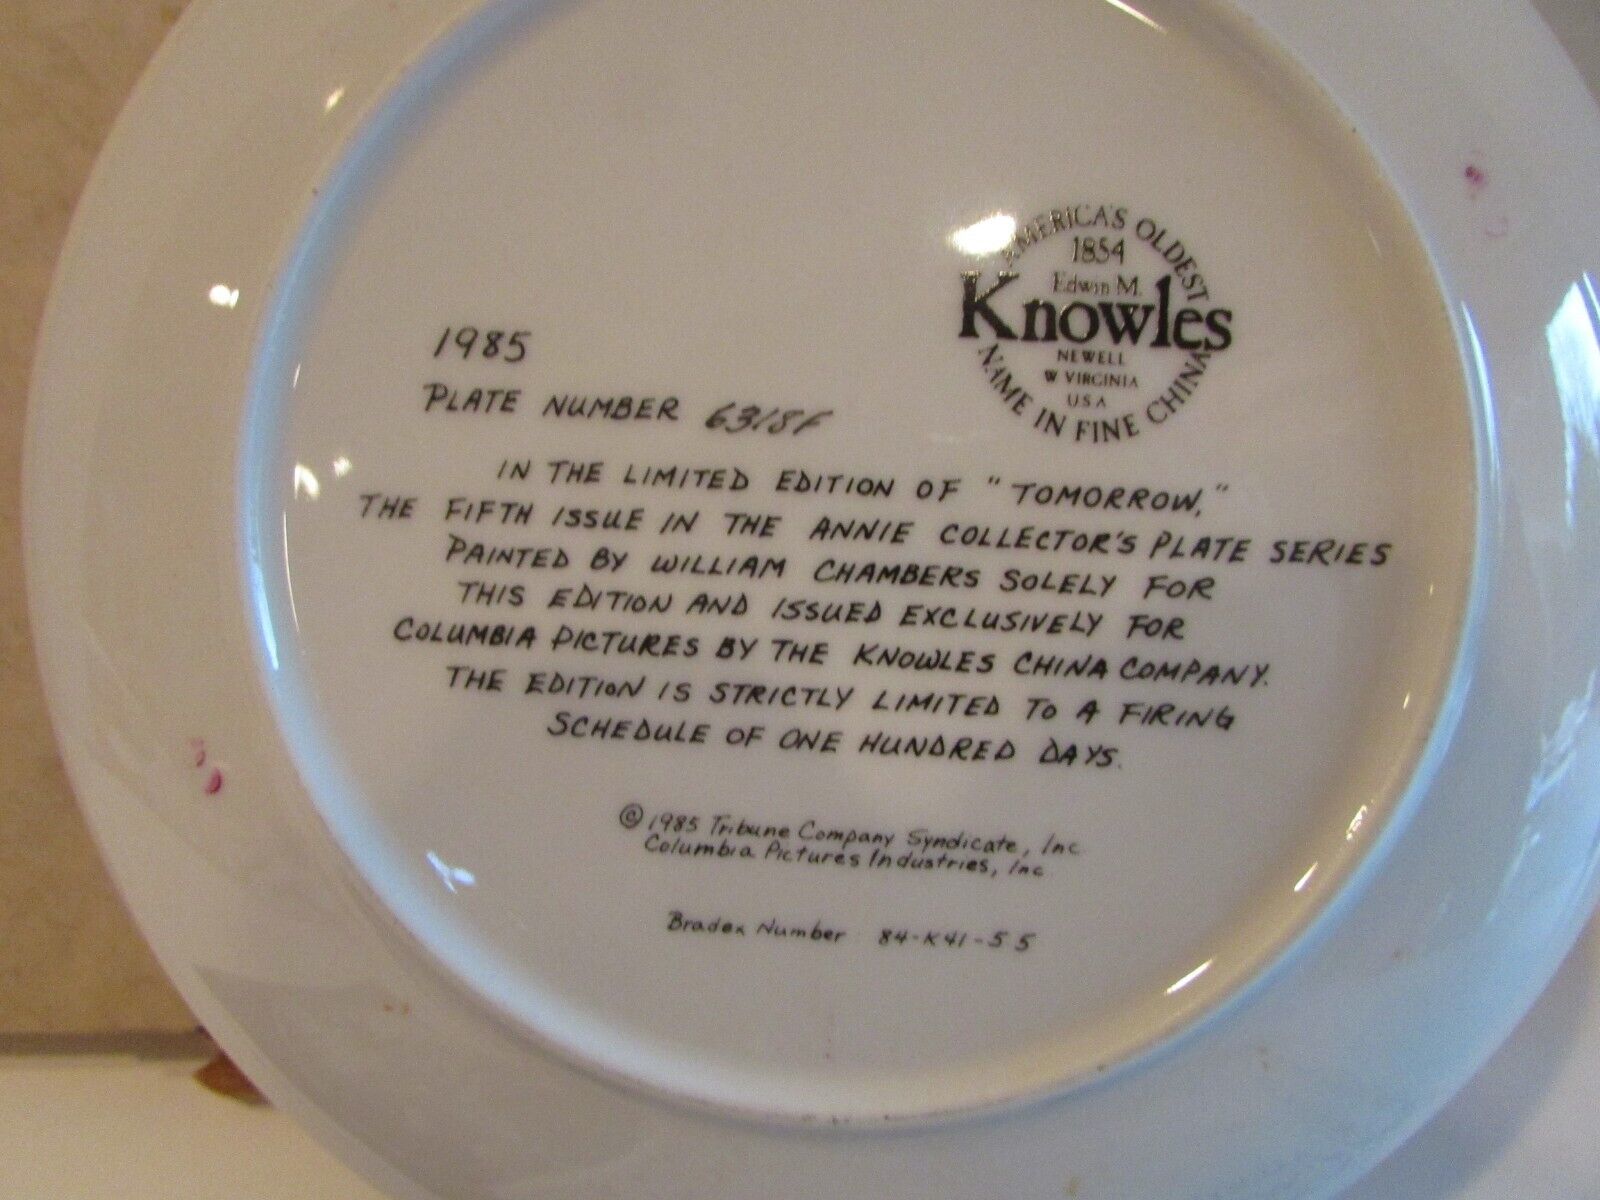 AMERICA'S OLDEST
1854
Edwin M.
Knowles
NEWELL
W VIRGINIA
USA
NAME IN FINE CHINA
1985
PLATE NUMBER 6318F
IN THE LIMITED EDITION OF "TOMORROW,"
THE FIFTH ISSUE IN THE ANNIE COLLECTOR'S PLATE SERIES
PAINTED BY WILLIAM CHAMBERS SOLELY FOR
THIS EDITION AND ISSUED EXCLUSIVELY FOR
COLUMBIA PICTURES BY THE KNOWLES CHINA COMPANY.
THE EDITION IS STRICTLY LIMITED TO A FIRING
SCHEDULE OF ONE HUNDRED DAYS.
© 1985 Tribune Company Syndicate, Inc
Columbia Pictures Industries, Inc
Bradex Number 84-K41-55